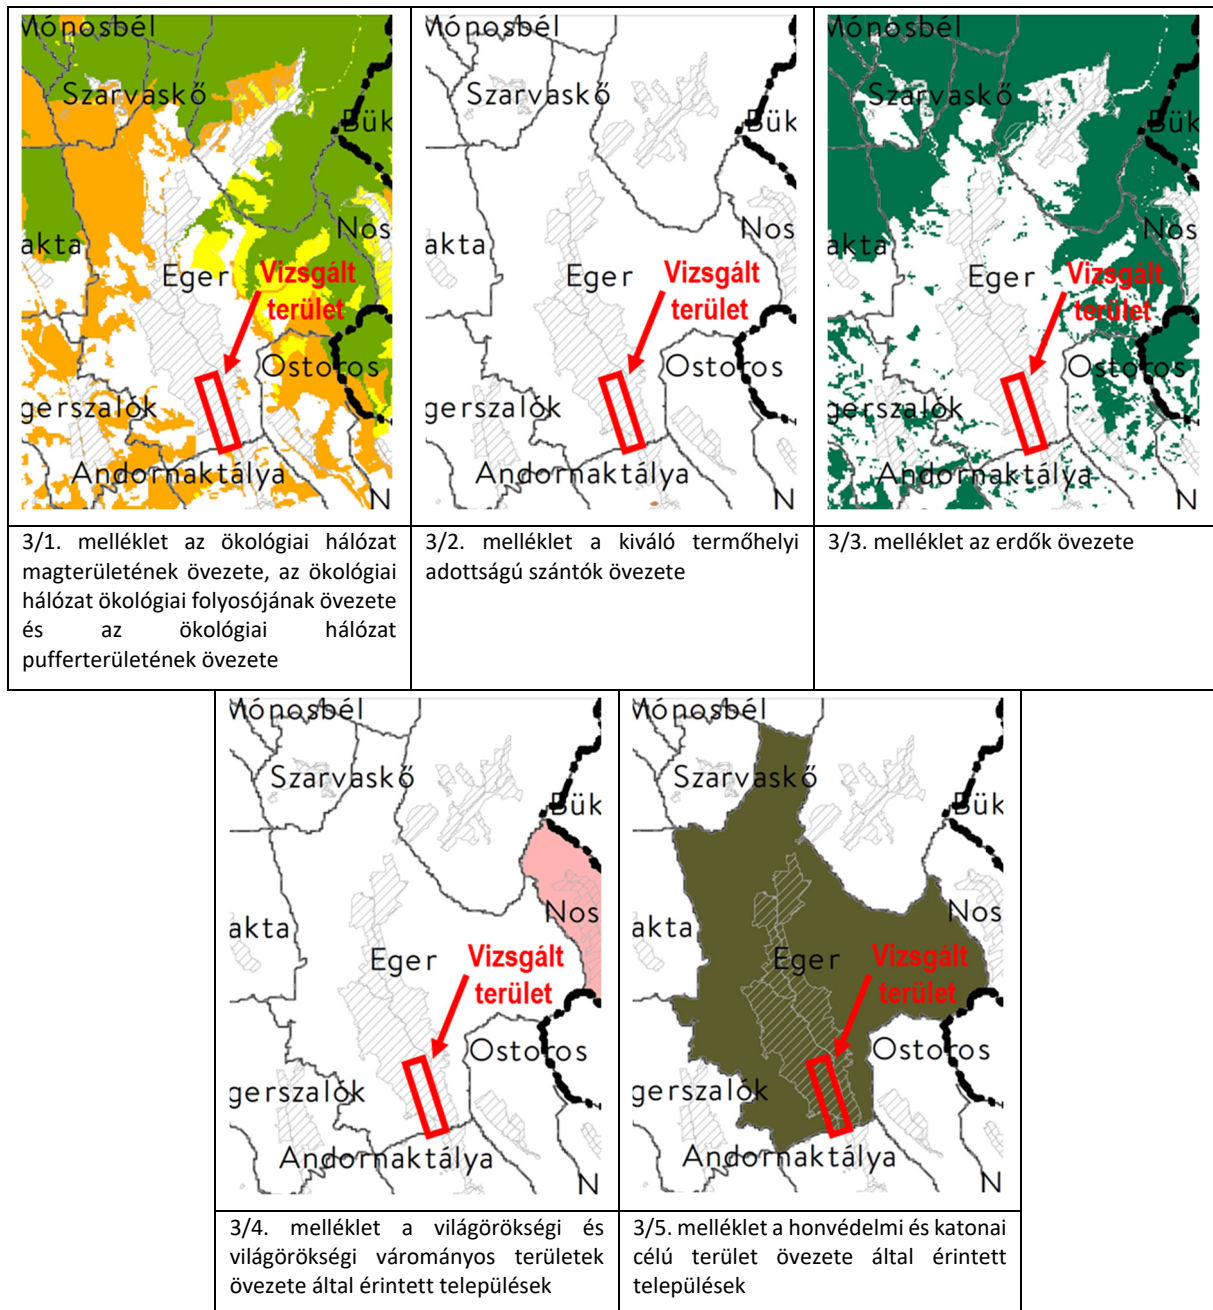 Mónosbél
Szarvaskő
Bük
Nos
akta
Eger
Vizsgált
terület
Ostoros
gerszalók
Andornaktálya
N
3/1. melléklet az ökológiai hálózat
magterületének övezete, az ökológiai
hálózat ökológiai folyosójának övezete
és az ökológiai hálózat
pufferterületének övezete
Mónosbél
Szarvaskő
Bük
Nos
akta
Eger
Vizsgált
terület
Ostoros
gerszalók
Andornaktálya
N
3/2. melléklet a kiváló termőhelyi
adottságú szántók övezete
Mónosbél
Szarvaskő
Bük
Nos
akta
Eger
Vizsgált
terület
Ostoros
gerszalók
Andornaktálya
N
3/3. melléklet az erdők övezete
Mónosbél
Szarvaskő
Bük
Nos
akta
Eger
Vizsgált
terület
Ostoros
gerszalók
Andornaktálya
N
3/4. melléklet a világörökségi és
világörökségi várományos területek
övezete által érintett települések
Mónosbél
Szarvaskő
Bük
Nos
akta
Eger
Vizsgált
terület
Ostoros
gerszalók
Andornaktálya
N
3/5. melléklet a honvédelmi és katonai
célú terület övezete által érintett
települések